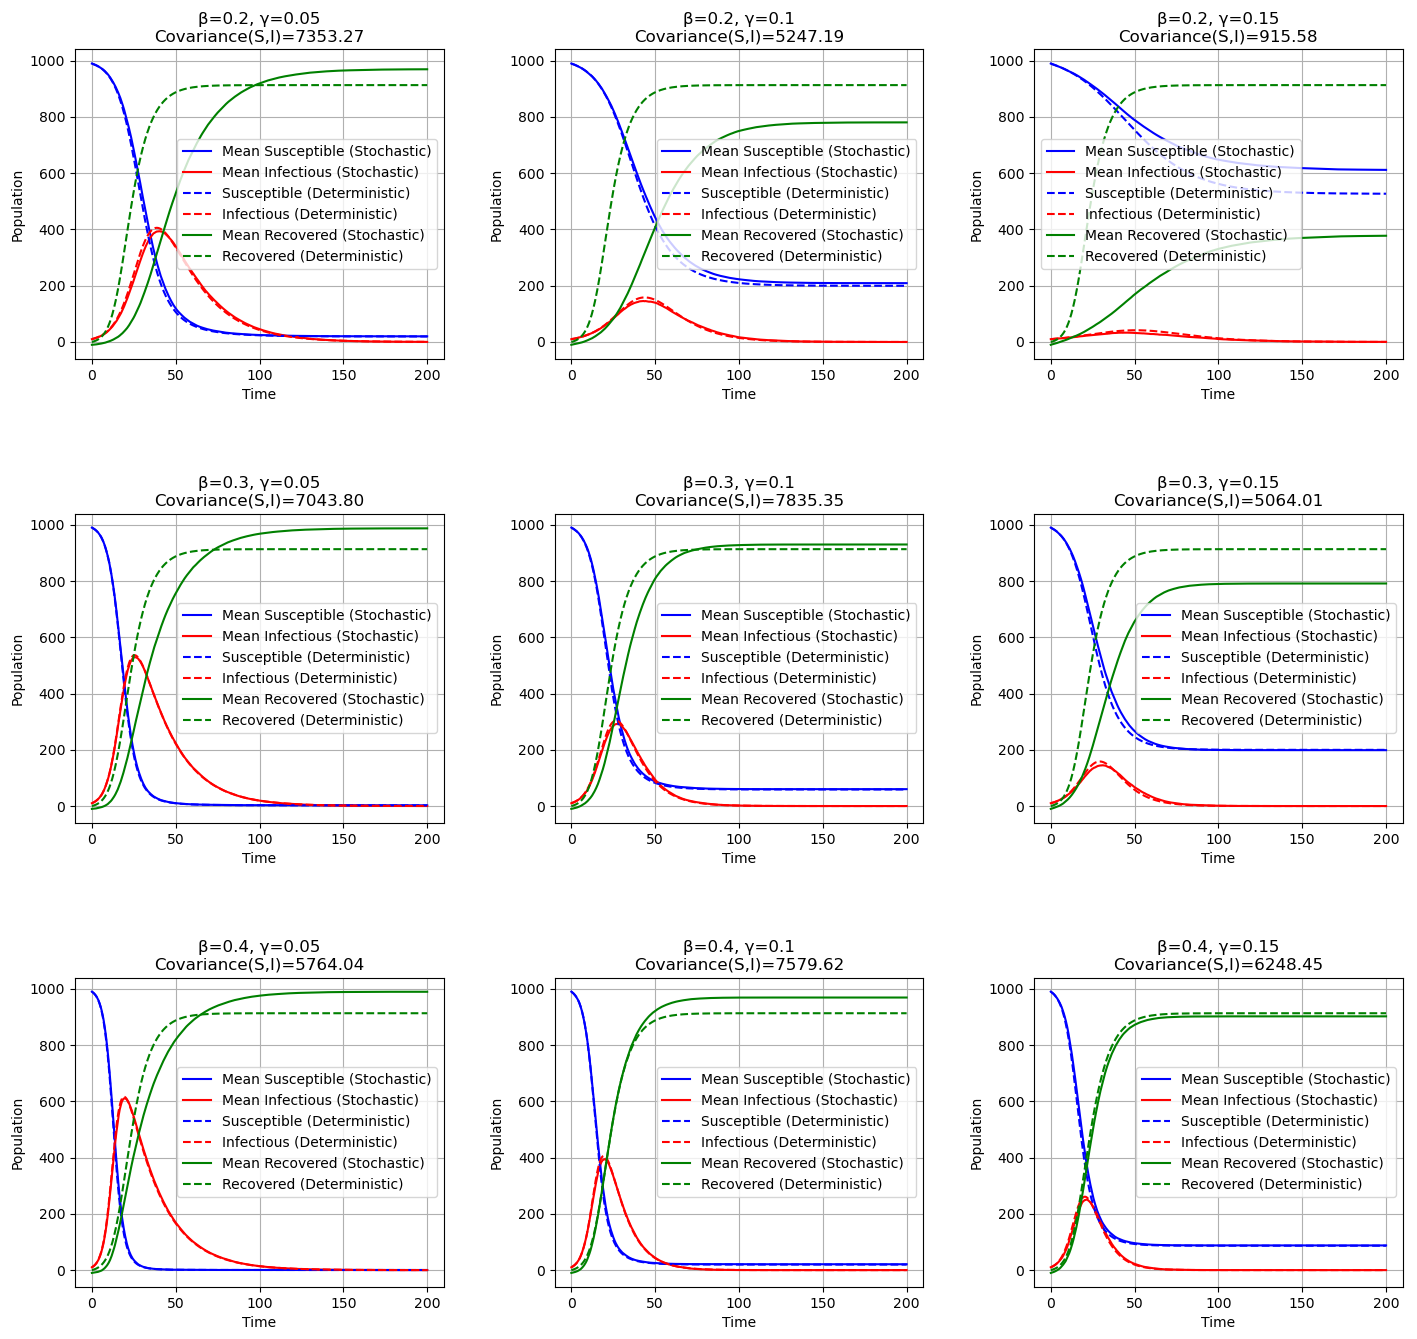 β=0.2, γ=0.05
Covariance(S,I)=7353.27
1000
800
600
400
200
0
Population
Mean Susceptible (Stochastic)
Mean Infectious (Stochastic)
Susceptible (Deterministic)
Infectious (Deterministic)
Mean Recovered (Stochastic)
Recovered (Deterministic)
0 50 100 150 200
Time
β=0.2, γ=0.1
Covariance(S,I)=5247.19
1000
800
600
400
200
0
Population
Mean Susceptible (Stochastic)
Mean Infectious (Stochastic)
Susceptible (Deterministic)
Infectious (Deterministic)
Mean Recovered (Stochastic)
Recovered (Deterministic)
0 50 100 150 200
Time
β=0.2, γ=0.15
Covariance(S,I)=915.58
1000
800
600
400
200
0
Population
Mean Susceptible (Stochastic)
Mean Infectious (Stochastic)
Susceptible (Deterministic)
Infectious (Deterministic)
Mean Recovered (Stochastic)
Recovered (Deterministic)
0 50 100 150 200
Time
β=0.3, γ=0.05
Covariance(S,I)=7043.80
1000
800
600
400
200
0
Population
Mean Susceptible (Stochastic)
Mean Infectious (Stochastic)
Susceptible (Deterministic)
Infectious (Deterministic)
Mean Recovered (Stochastic)
Recovered (Deterministic)
0 50 100 150 200
Time
β=0.3, γ=0.1
Covariance(S,I)=7835.35
1000
800
600
400
200
0
Population
Mean Susceptible (Stochastic)
Mean Infectious (Stochastic)
Susceptible (Deterministic)
Infectious (Deterministic)
Mean Recovered (Stochastic)
Recovered (Deterministic)
0 50 100 150 200
Time
β=0.3, γ=0.15
Covariance(S,I)=5064.01
1000
800
600
400
200
0
Population
Mean Susceptible (Stochastic)
Mean Infectious (Stochastic)
Susceptible (Deterministic)
Infectious (Deterministic)
Mean Recovered (Stochastic)
Recovered (Deterministic)
0 50 100 150 200
Time
β=0.4, γ=0.05
Covariance(S,I)=5764.04
1000
800
600
400
200
0
Population
Mean Susceptible (Stochastic)
Mean Infectious (Stochastic)
Susceptible (Deterministic)
Infectious (Deterministic)
Mean Recovered (Stochastic)
Recovered (Deterministic)
0 50 100 150 200
Time
β=0.4, γ=0.1
Covariance(S,I)=7579.62
1000
800
600
400
200
0
Population
Mean Susceptible (Stochastic)
Mean Infectious (Stochastic)
Susceptible (Deterministic)
Infectious (Deterministic)
Mean Recovered (Stochastic)
Recovered (Deterministic)
0 50 100 150 200
Time
β=0.4, γ=0.15
Covariance(S,I)=6248.45
1000
800
600
400
200
0
Population
Mean Susceptible (Stochastic)
Mean Infectious (Stochastic)
Susceptible (Deterministic)
Infectious (Deterministic)
Mean Recovered (Stochastic)
Recovered (Deterministic)
0 50 100 150 200
Time